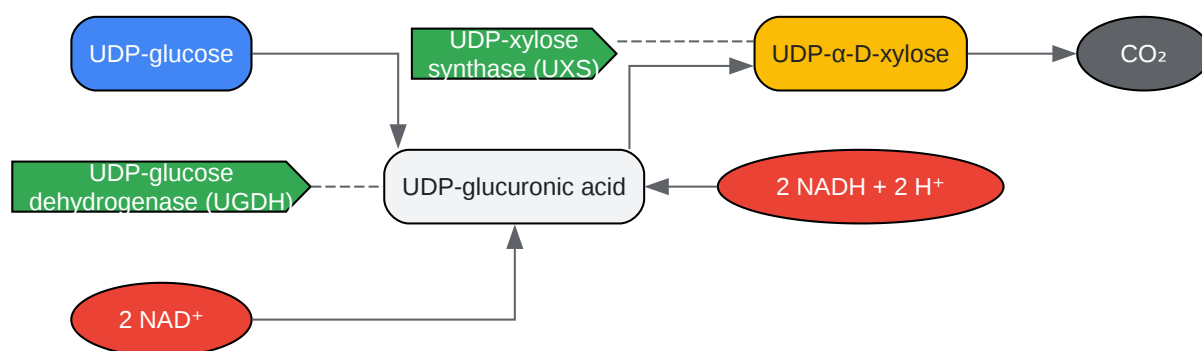 UDP-glucose
UDP-xylose
synthase (UXS)
UDP-α-D-xylose
CO₂
UDP-glucose
dehydrogenase (UGDH)
UDP-glucuronic acid
2 NADH + 2 H⁺
2 NAD⁺